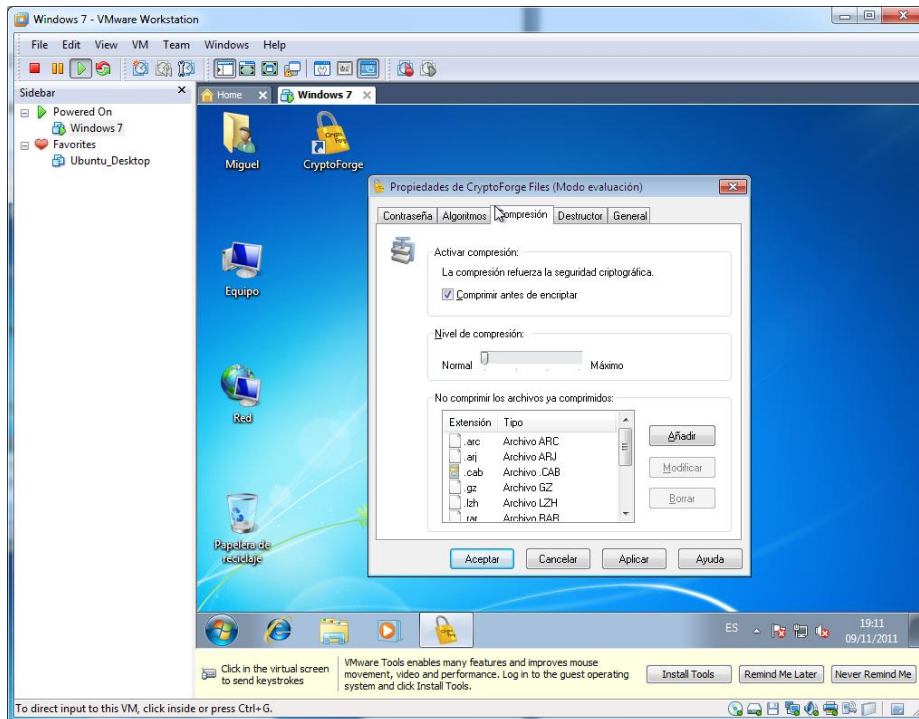 Windows 7 - VMware Workstation
File Edit View VM Team Windows Help
Sidebar
Powered On
Windows 7
Favorites
Ubuntu_Desktop
Home
Windows 7
Miguel
CryptoForge
Equipo
Red
Papelera de
reciclaje
Propiedades de CryptoForge Files (Modo evaluación)
Contraseña Algoritmos Compresión Destructor General
Activar compresión:
La compresión refuerza la seguridad criptográfica.
Comprimir antes de encriptar
Nivel de compresión:
Normal Máximo
No comprimir los archivos ya comprimidos:
Extensión Tipo
.arc Archivo ARC
.arj Archivo ARJ
.cab Archivo .CAB
.gz Archivo GZ
.lzh Archivo LZH
.rar Archivo RAR
Añadir
Modificar
Borrar
Aceptar Cancelar Aplicar Ayuda
ES
19:11
09/11/2011
Click in the virtual screen
to send keystrokes
VMware Tools enables many features and improves mouse
movement, video and performance. Log in to the guest operating
system and click Install Tools.
Install Tools Remind Me Later Never Remind Me
To direct input to this VM, click inside or press Ctrl+G.